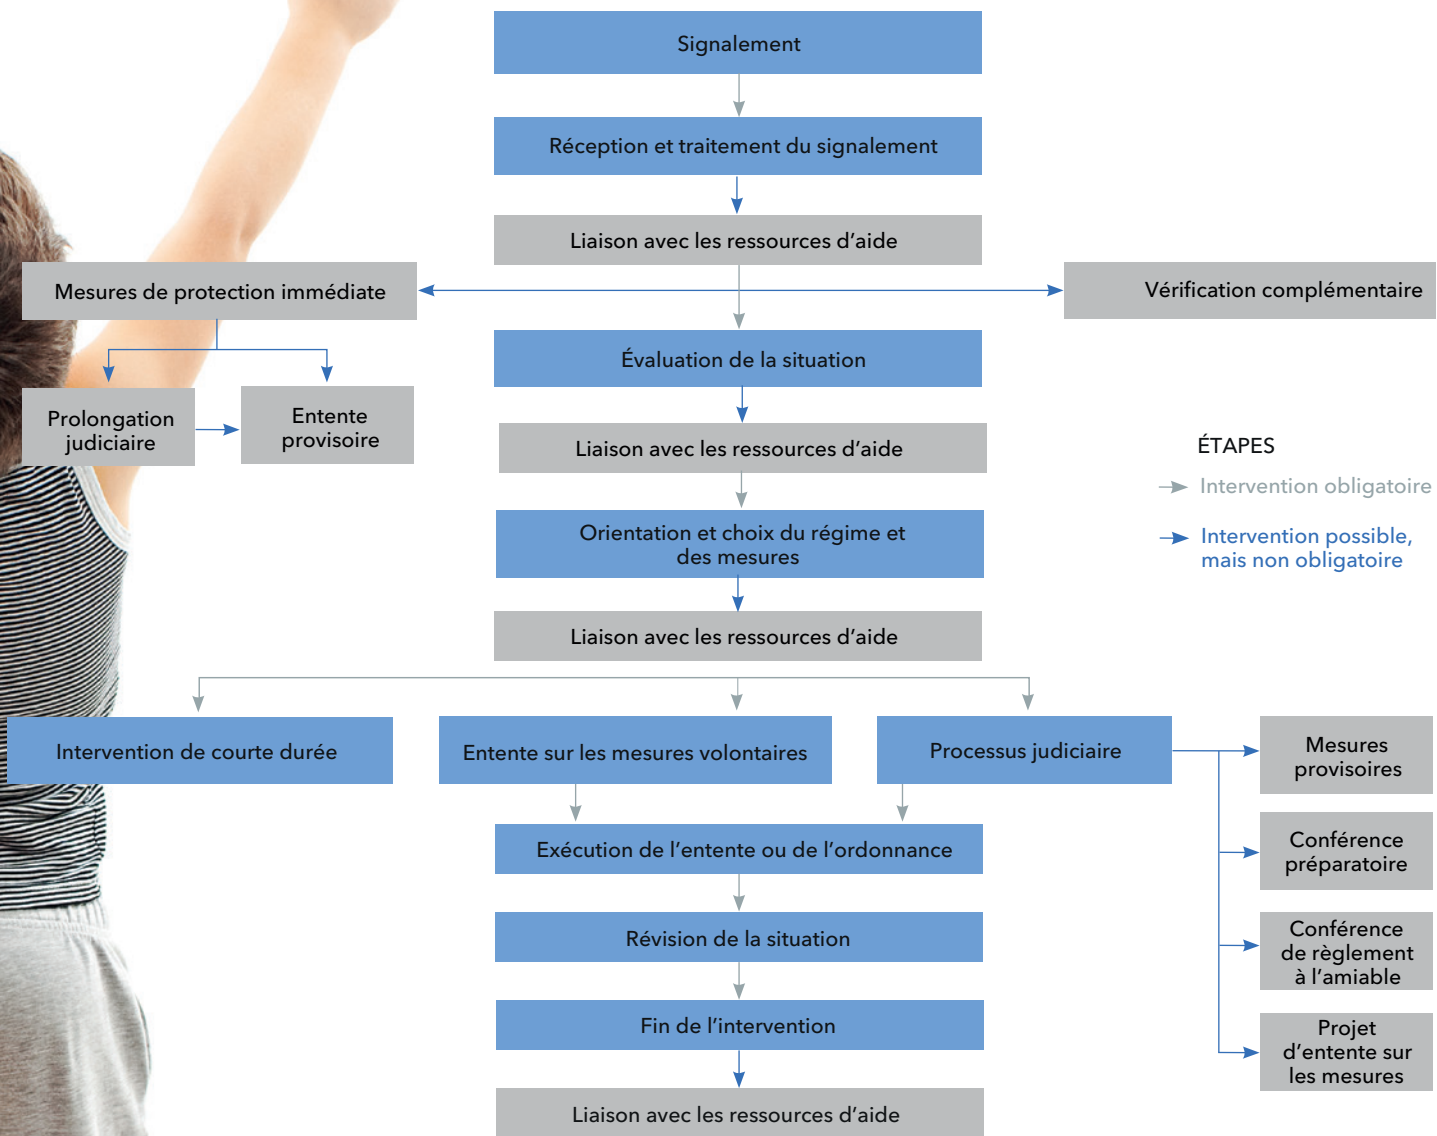 Signalement
Réception et traitement du signalement
Liaison avec les ressources d’aide
Mesures de protection immédiate
Vérification complémentaire
Évaluation de la situation
Prolongation
judiciaire
Entente
provisoire
Liaison avec les ressources d’aide
ÉTAPES
Intervention obligatoire
Intervention possible,
mais non obligatoire
Orientation et choix du régime et
des mesures
Liaison avec les ressources d’aide
Intervention de courte durée
Entente sur les mesures volontaires
Processus judiciaire
Mesures
provisoires
Conférence
préparatoire
Conférence
de règlement
à l’amiable
Projet
d’entente sur
les mesures
Exécution de l’entente ou de l’ordonnance
Révision de la situation
Fin de l’intervention
Liaison avec les ressources d’aide